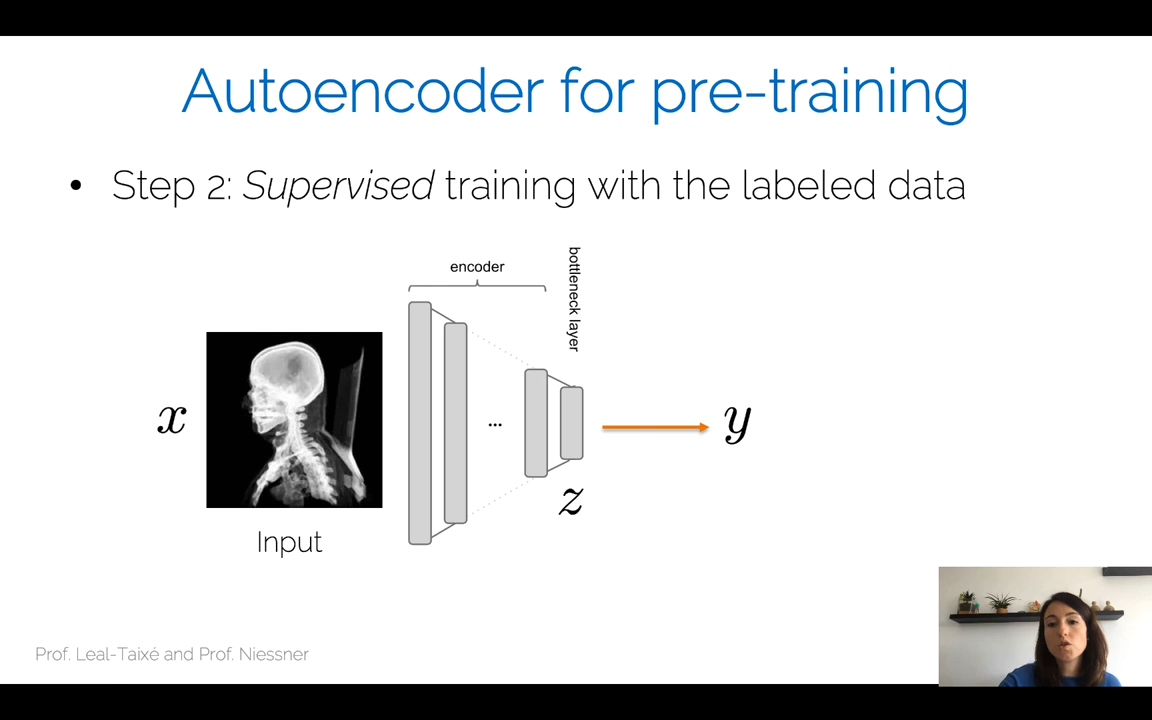 Autoencoder for pre-training
• Step 2: Supervised training with the labeled data
encoder
bottleneck layer
x
...
y
z
Input
Prof. Leal-Taixé and Prof. Niessner